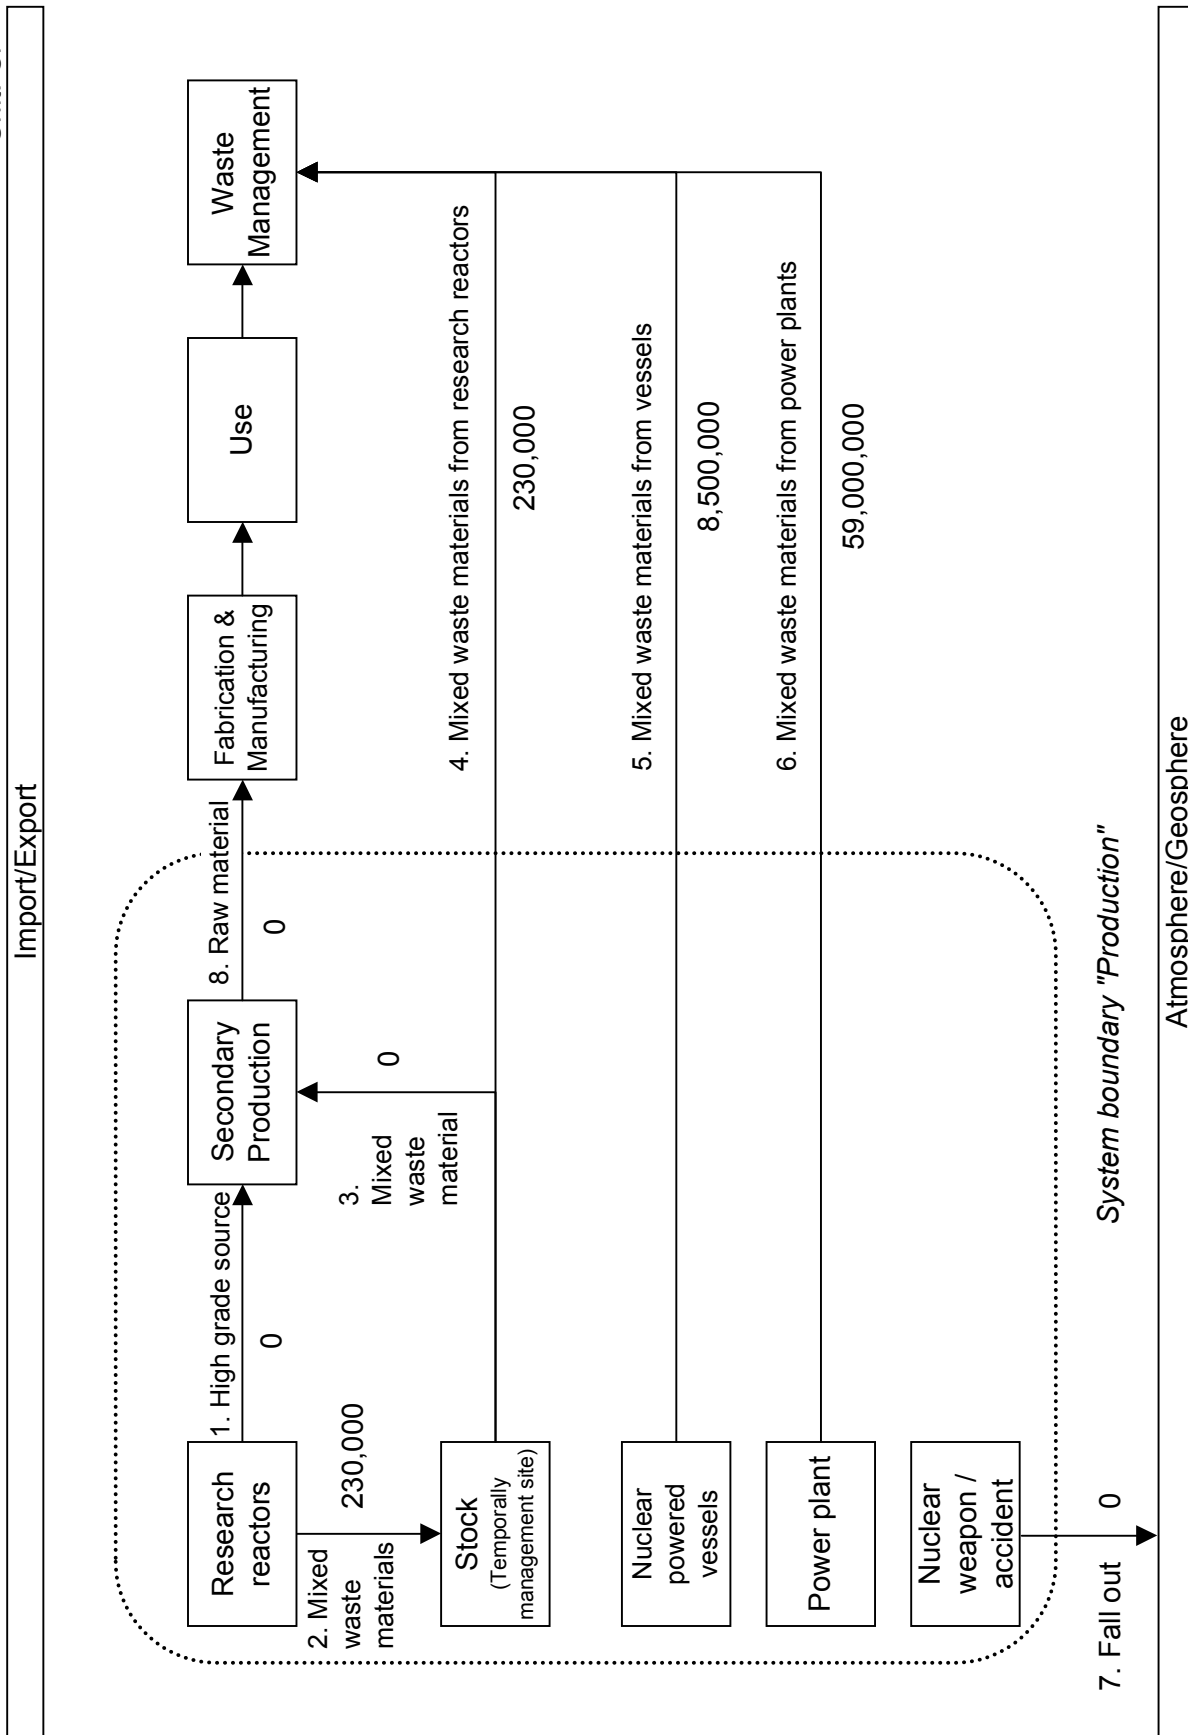 Import/Export
Research
reactors
1. High grade source
0
Secondary
Production
8. Raw material
0
Fabrication &
Manufacturing
Use
Waste
Management
2. Mixed
waste
materials
230,000
3.
Mixed
waste
material
0
Stock
(Temporally
management site)
4. Mixed waste materials from research reactors
230,000
Nuclear
powered
vessels
5. Mixed waste materials from vessels
8,500,000
Power plant
6. Mixed waste materials from power plants
59,000,000
Nuclear
weapon /
accident
7. Fall out
0
System boundary "Production"
Atmosphere/Geosphere